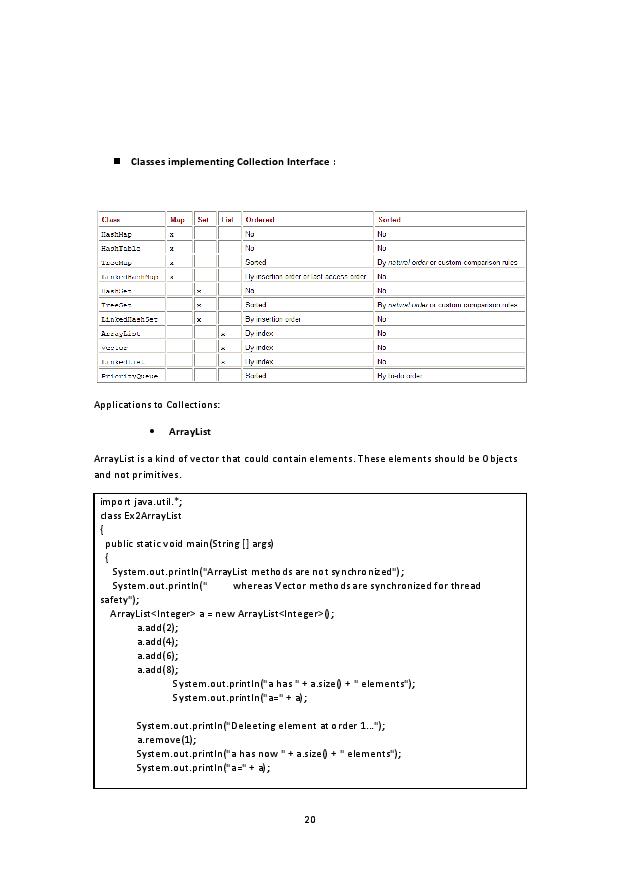 ■ Classes implementing Collection Interface :
Class Map Set List Ordered Sorted
HashMap x No No
HashTable x No No
TreeMap x Sorted By natural order or custom comparison rules
LinkedHashMap x By insertion order or last access order No
HashSet x No No
TreeSet x Sorted By natural order or custom comparison rules
LinkedHashSet x By insertion order No
ArrayList x By index No
Vector x By index No
LinkedList x By index No
PriorityQueue Sorted By to-do order
Applications to Collections:
• ArrayList
ArrayList is a kind of vector that could contain elements. These elements should be 0bjects
and not primitives.
import java.util.*;
class Ex2ArrayList
{
public static void main(String [] args)
{
System.out.println("ArrayList methods are not synchronized");
System.out.println(" whereas Vector methods are synchronized for thread
safety");
ArrayList<Integer> a = new ArrayList<Integer>();
a.add(2);
a.add(4);
a.add(6);
a.add(8);
System.out.println("a has " + a.size() + " elements");
System.out.println("a=" + a);
System.out.println("Deleeting element at order 1...");
a.remove(1);
System.out.println("a has now " + a.size() + " elements");
System.out.println("a=" + a);
20